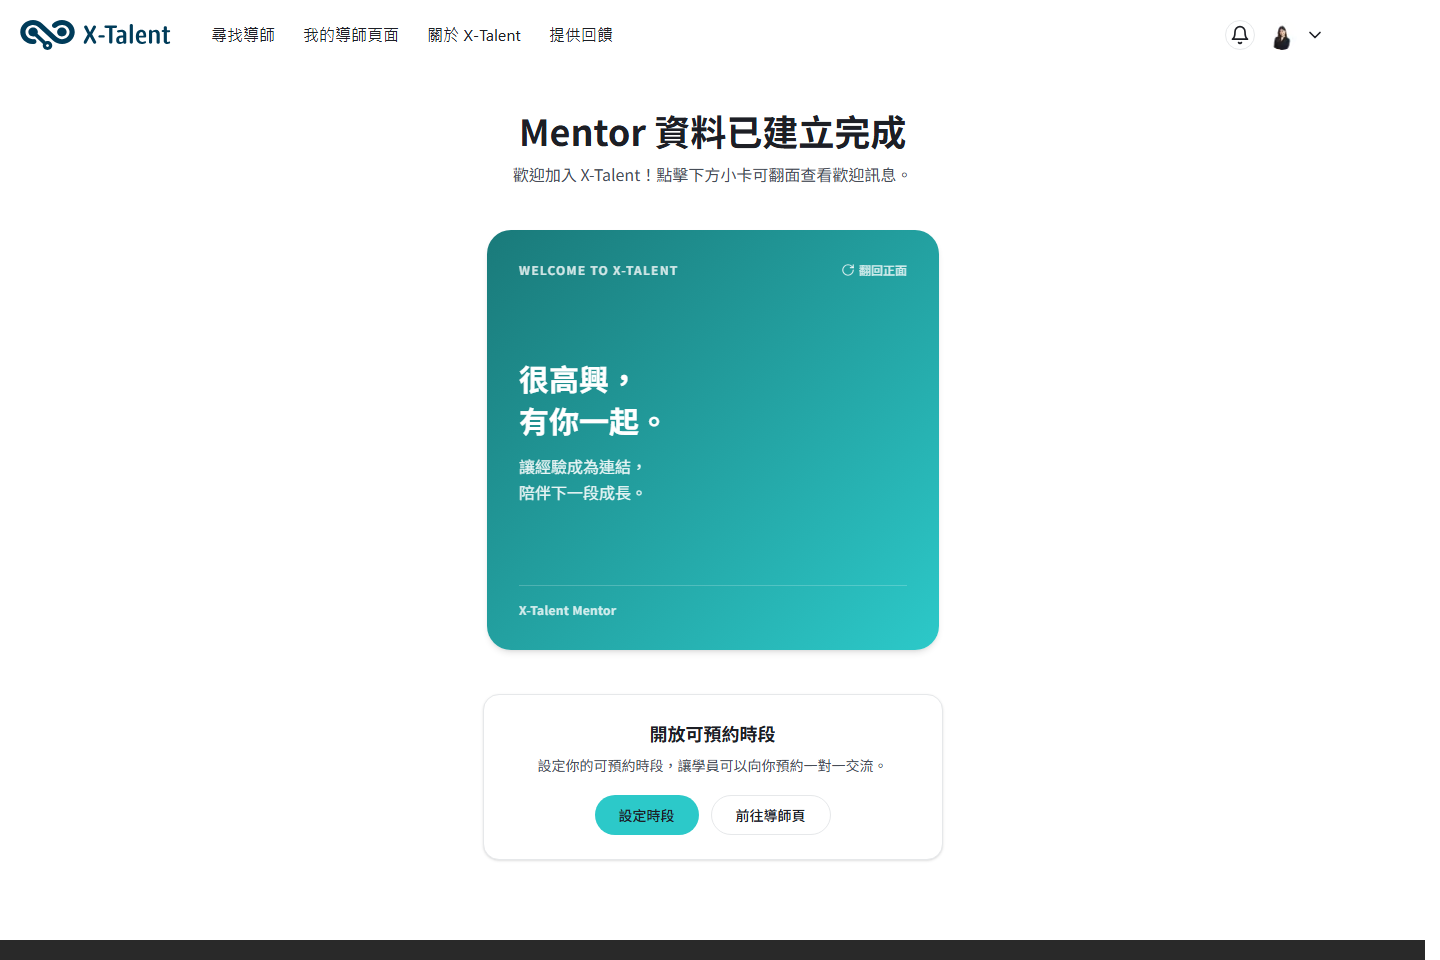 X-Talent
尋找導師
我的導師頁面
關於 X-Talent
提供回饋
Mentor 資料已建立完成
歡迎加入 X-Talent！點擊下方小卡可翻面查看歡迎訊息。
WELCOME TO X-TALENT
翻回正面
很高興，
有你一起。
讓經驗成為連結，
陪伴下一段成長。
X-Talent Mentor
開放可預約時段
設定你的可預約時段，讓學員可以向你預約一對一交流。
設定時段
前往導師頁